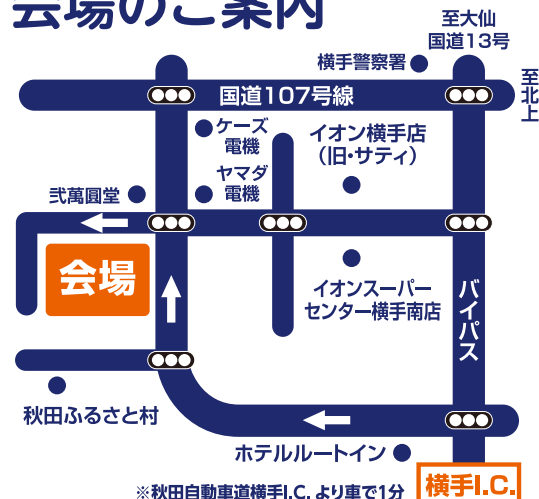 会場のご案内
至大仙
国道13号
横手警察署
至北上
国道107号線
ケーズ
電機
イオン横手店
（旧・サティ）
ヤマダ
電機
弐萬圓堂
会場
イオンスーパー
センター横手南店
バイパス
秋田ふるさと村
ホテルルートイン
横手I.C.
※秋田自動車道横手I.C. より車で1分